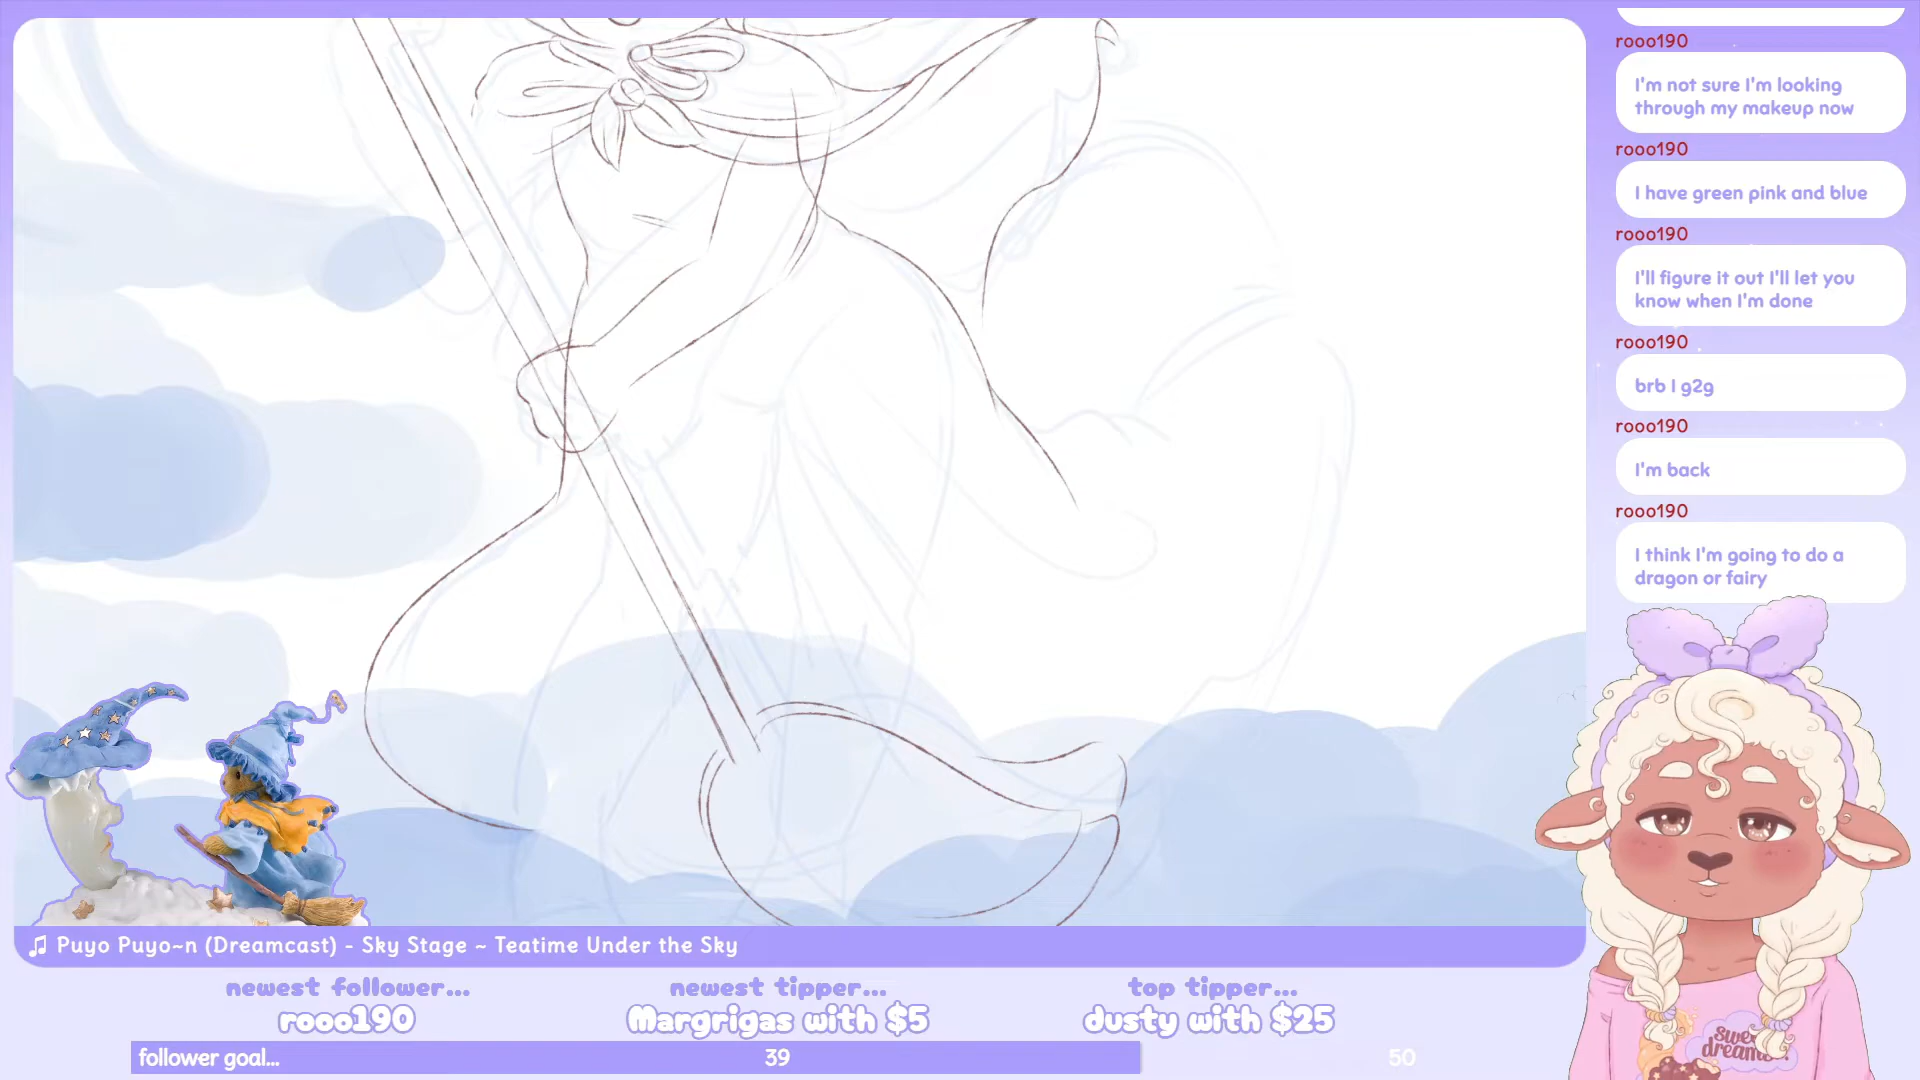 rooo190
I'm not sure I'm looking
through my makeup now
rooo190
I have green pink and blue
rooo190
I'll figure it out I'll let you
know when I'm done
rooo190
brb I g2g
rooo190
I'm back
rooo190
I think I'm going to do a
dragon or fairy
Puyo Puyo~n (Dreamcast) - Sky Stage ~ Teatime Under the Sky
newest follower...
rooo190
newest tipper...
Margrigas with $5
top tipper...
dusty with $25
follower goal...
39
50